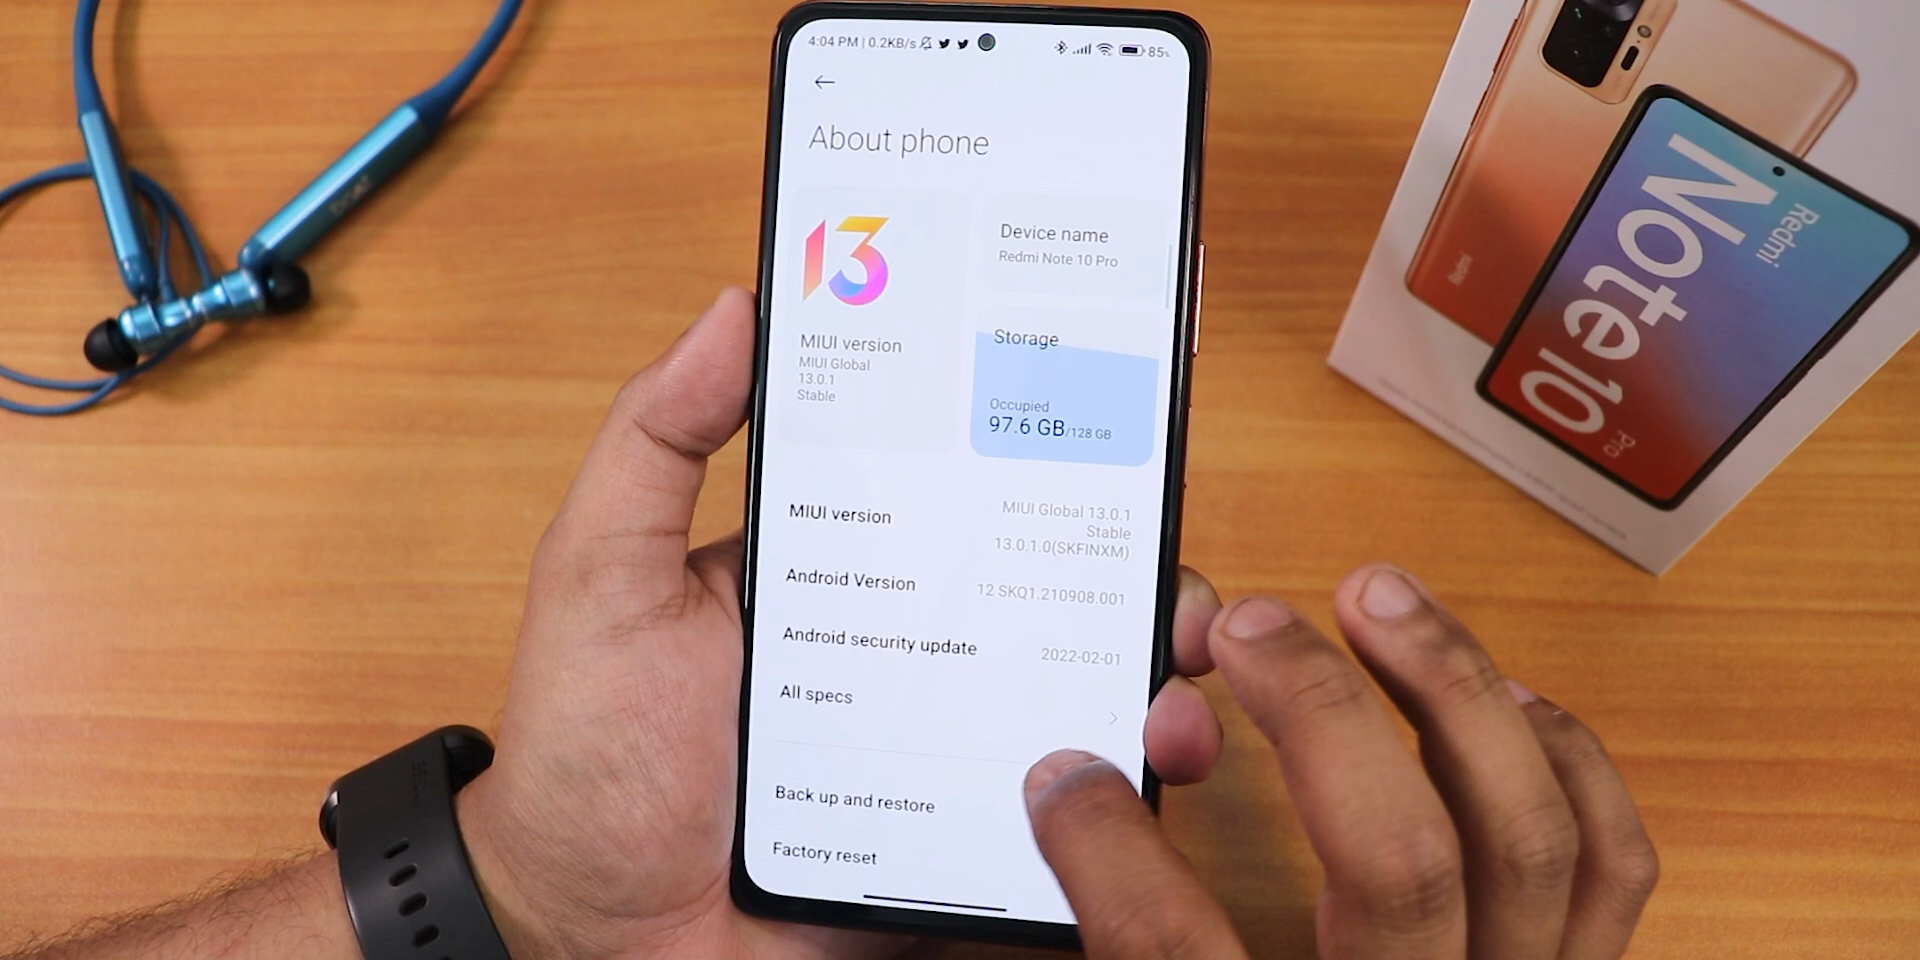 4:04 PM | 0.2KB/s
85%
About phone
13
MIUI version
MIUI Global
13.0.1
Stable
Device name
Redmi Note 10 Pro
Storage
Occupied
97.6 GB/128 GB
MIUI version
MIUI Global 13.0.1
Stable
13.0.1.0(SKFINXM)
Android Version
12 SKQ1.210908.001
Android security update
2022-02-01
All specs
Back up and restore
Factory reset
boAt
Redmi
Redmi
Note 10
Pro